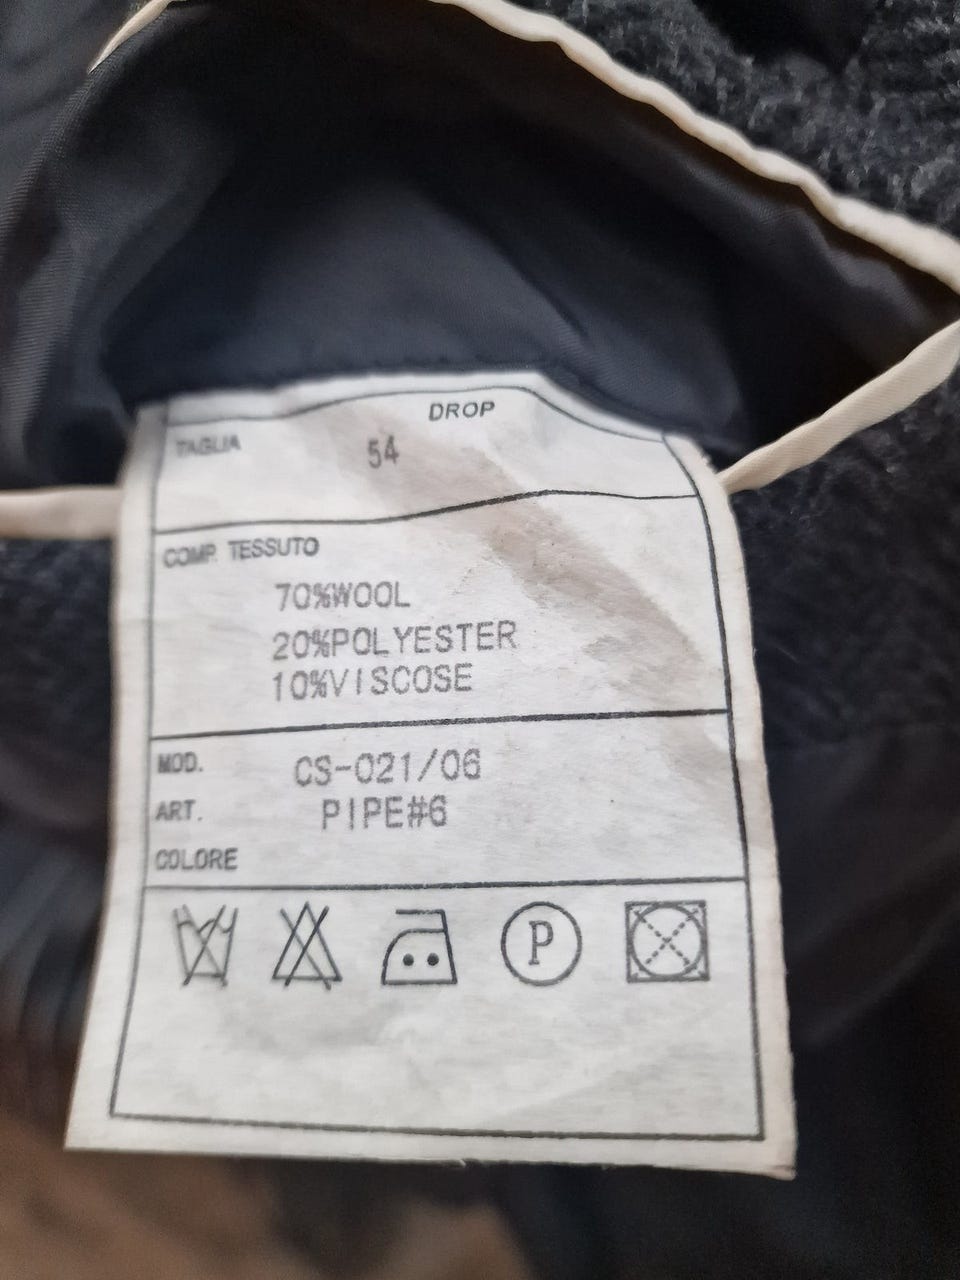 DROP
TAGLIA 54
COMP. TESSUTO
70%WOOL
20%POLYESTER
10%VISCOSE
MOD. CS-021/06
ART. PIPE#6
COLORE
P